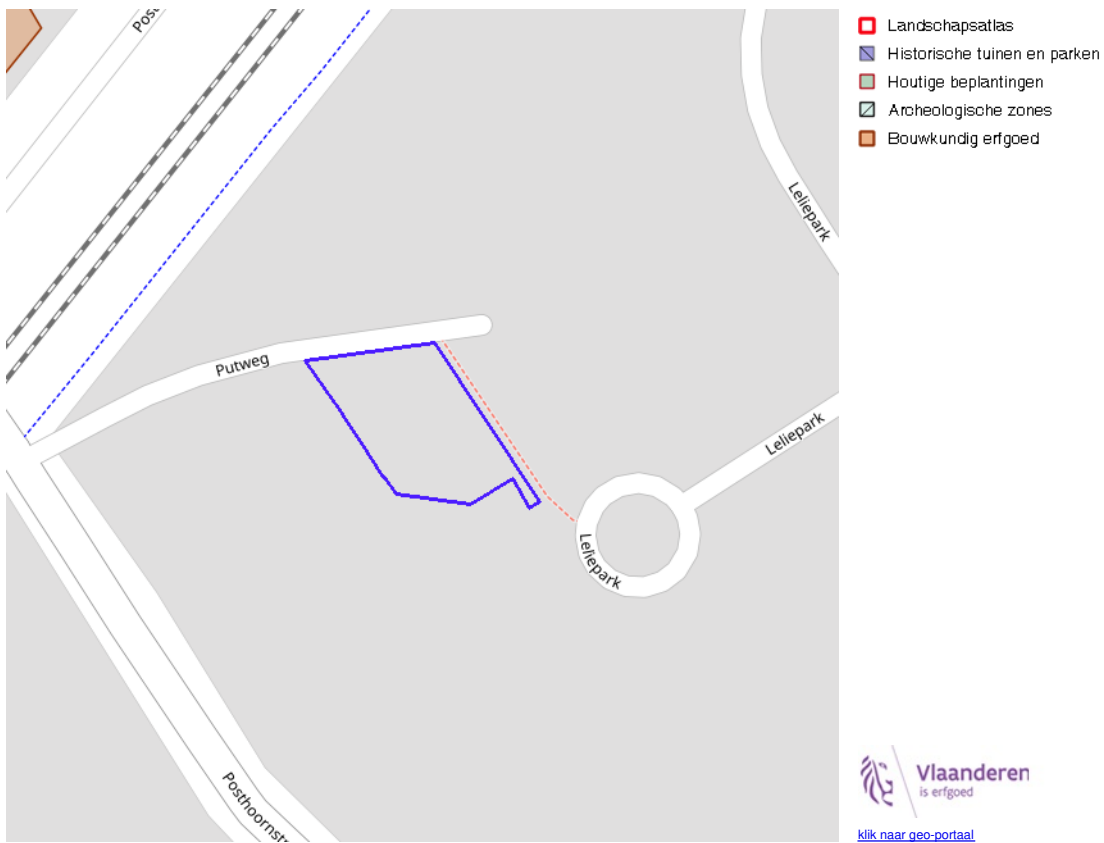 Landschapsatlas
Historische tuinen en parken
Houtige beplantingen
Archeologische zones
Bouwkundig erfgoed
Leliepark
Putweg
Leliepark
Leliepark
Vlaanderen
is erfgoed
klik naar geo-portaal